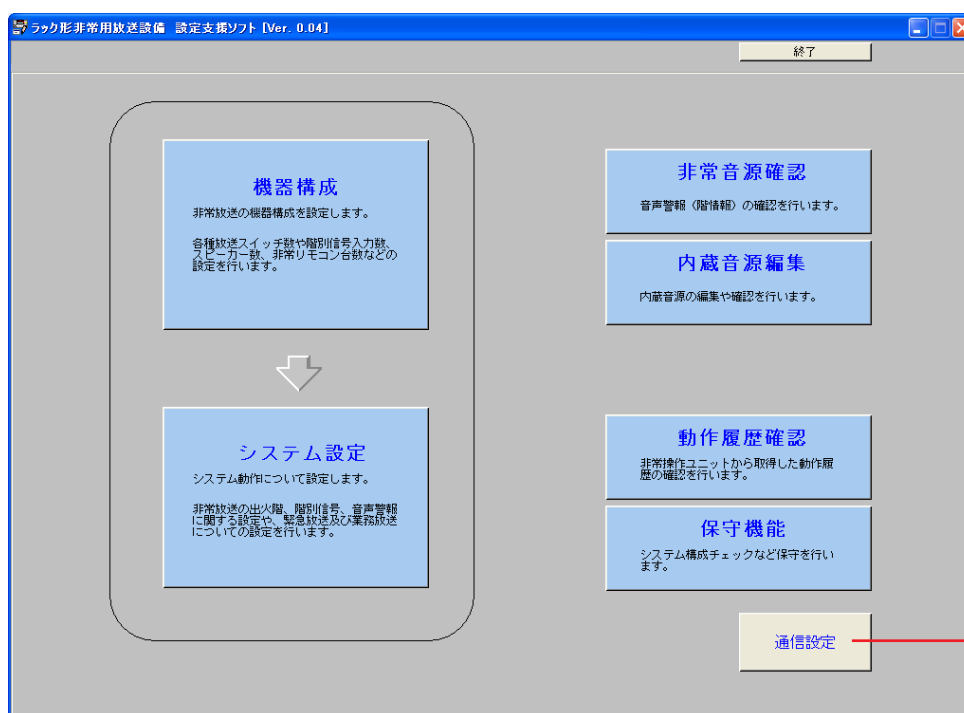 ラック形非常用放送設備 設定支援ソフト [Ver. 0.04]
終了
機器構成
非常放送の機器構成を設定します。
各種放送スイッチ数や階別信号入力数、
スピーカー数、非常リモコン台数などの
設定を行います。
システム設定
システム動作について設定します。
非常放送の出火階、階別信号、音声警報
に関する設定や、緊急放送及び業務放送
についての設定を行います。
非常音源確認
音声警報（階情報）の確認を行います。
内蔵音源編集
内蔵音源の編集や確認を行います。
動作履歴確認
非常操作ユニットから取得した動作履
歴の確認を行います。
保守機能
システム構成チェックなど保守を行い
ます。
通信設定